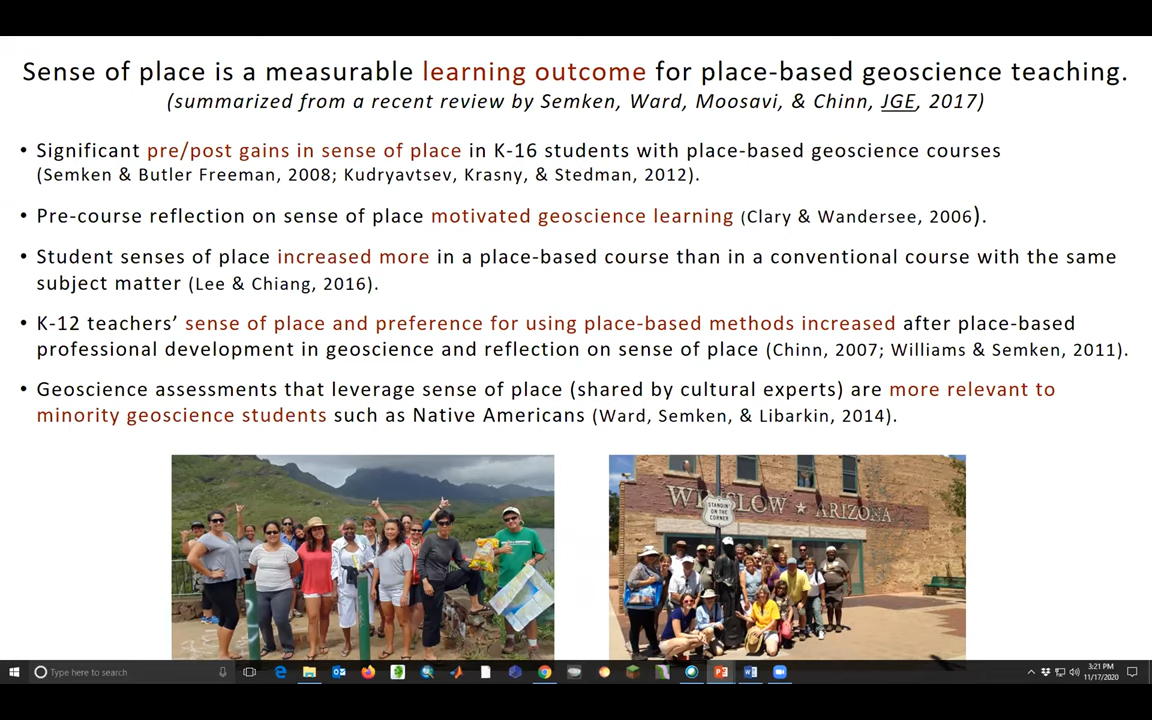 Sense of place is a measurable learning outcome for place-based geoscience teaching.
(summarized from a recent review by Semken, Ward, Moosavi, & Chinn, JGE, 2017)
• Significant pre/post gains in sense of place in K-16 students with place-based geoscience courses
(Semken & Butler Freeman, 2008; Kudryavtsev, Krasny, & Stedman, 2012).
• Pre-course reflection on sense of place motivated geoscience learning (Clary & Wandersee, 2006).
• Student senses of place increased more in a place-based course than in a conventional course with the same
subject matter (Lee & Chiang, 2016).
• K-12 teachers’ sense of place and preference for using place-based methods increased after place-based
professional development in geoscience and reflection on sense of place (Chinn, 2007; Williams & Semken, 2011).
• Geoscience assessments that leverage sense of place (shared by cultural experts) are more relevant to
minority geoscience students such as Native Americans (Ward, Semken, & Libarkin, 2014).
WINSLOW ★ ARIZONA
STANDIN'
ON THE
CORNER
Type here to search
3:21 PM
11/17/2020